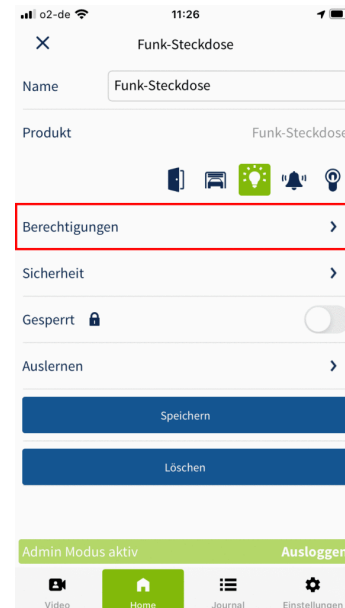 o2-de
11:26
Funk-Steckdose
Name
Funk-Steckdose
Produkt
Funk-Steckdose
Berechtigungen
Sicherheit
Gesperrt
Auslernen
Speichern
Löschen
Admin Modus aktiv
Ausloggen
Video
Home
Journal
Einstellungen